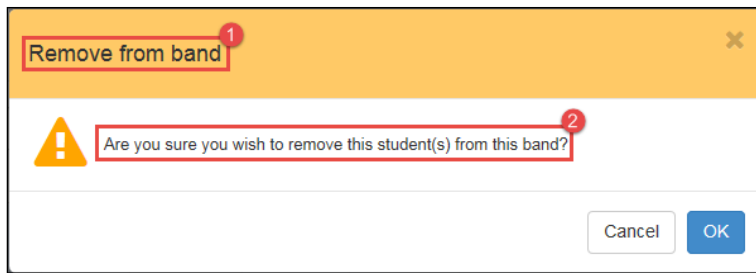 Remove from band
1
2
Are you sure you wish to remove this student(s) from this band?
Cancel
OK